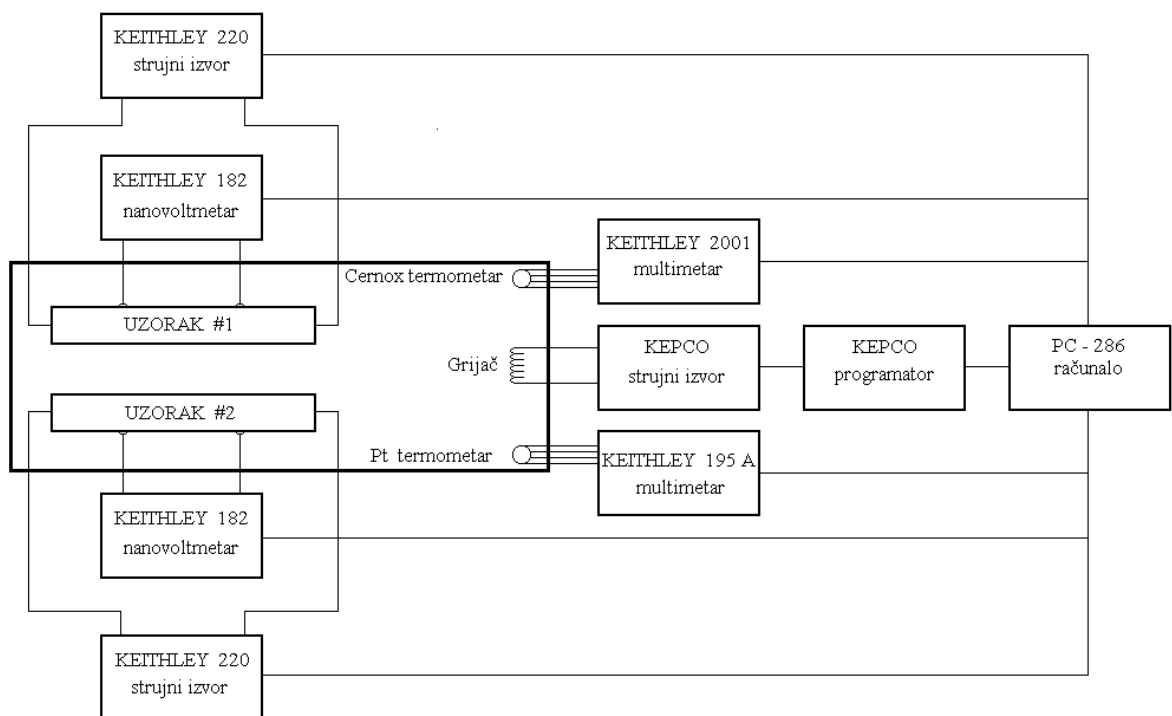 KEITHLEY 220
strujni izvor
KEITHLEY 182
nanovoltmetar
Cernox termometar
KEITHLEY 2001
multimetar
UZORAK #1
Grijač
KEPCO
strujni izvor
KEPCO
programator
PC - 286
računalo
UZORAK #2
Pt termometar
KEITHLEY 195 A
multimetar
KEITHLEY 182
nanovoltmetar
KEITHLEY 220
strujni izvor